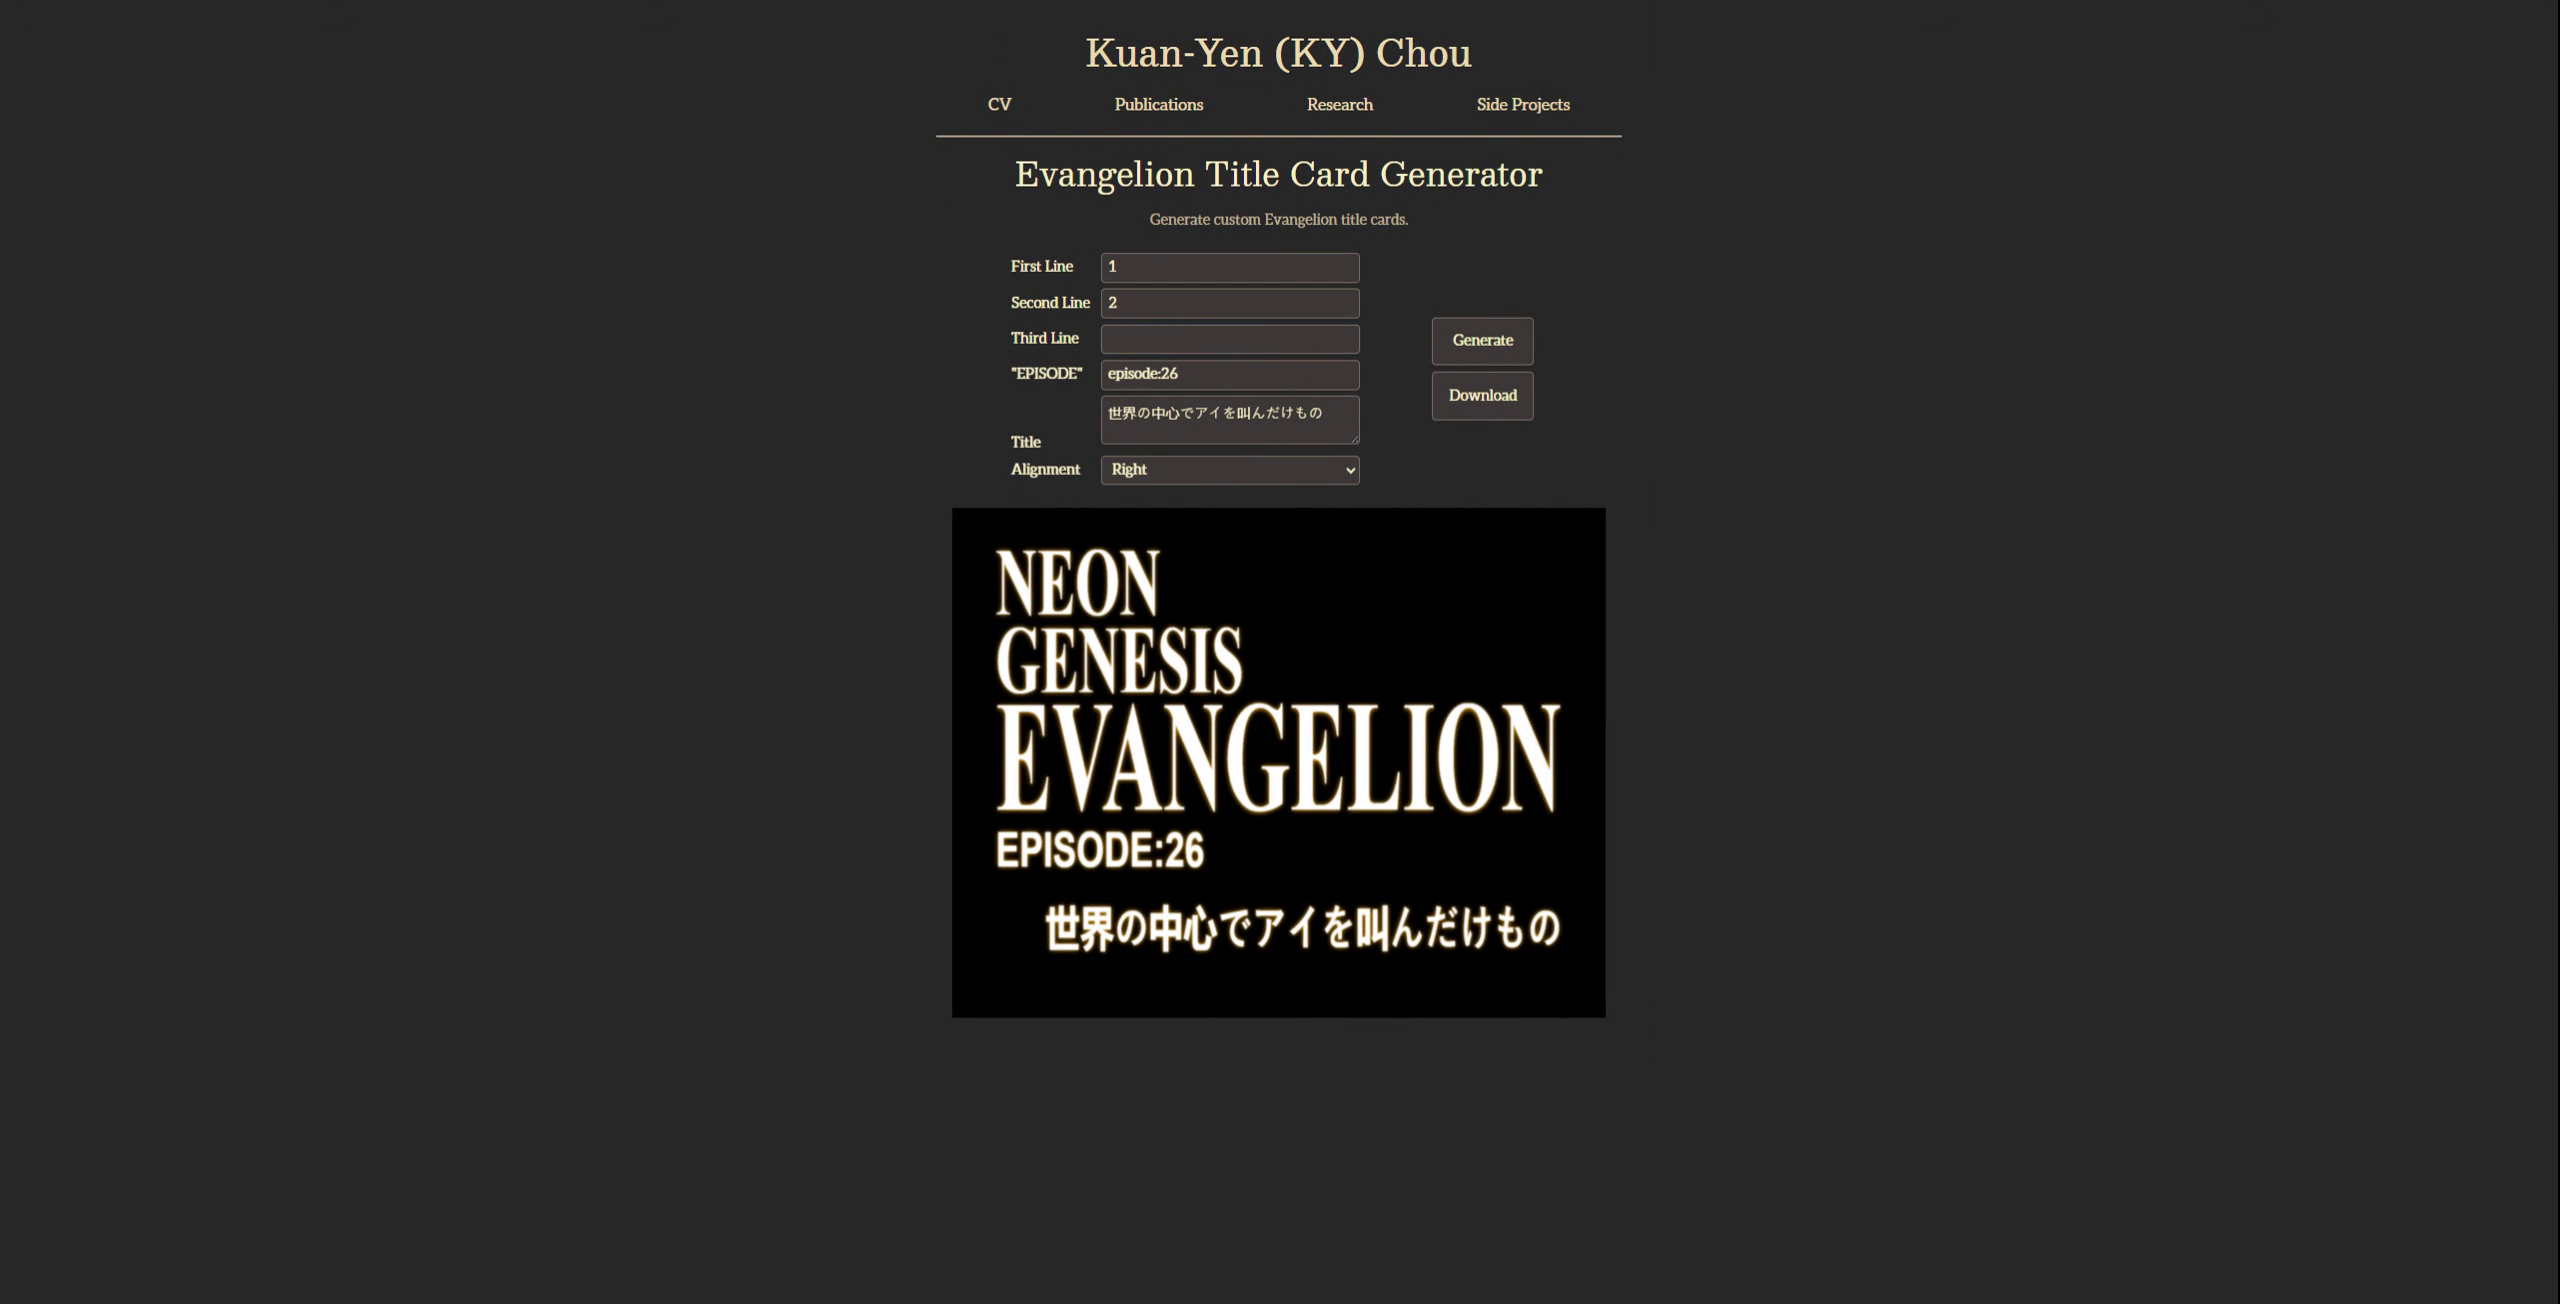 Kuan-Yen (KY) Chou
CV Publications Research Side Projects
Evangelion Title Card Generator
Generate custom Evangelion title cards.
First Line 1
Second Line 2
Third Line
"EPISODE" episode:26
世界の中心でアイを叫んだけもの
Title
Alignment Right
Generate
Download
NEON
GENESIS
EVANGELION
EPISODE:26
世界の中心でアイを叫んだけもの